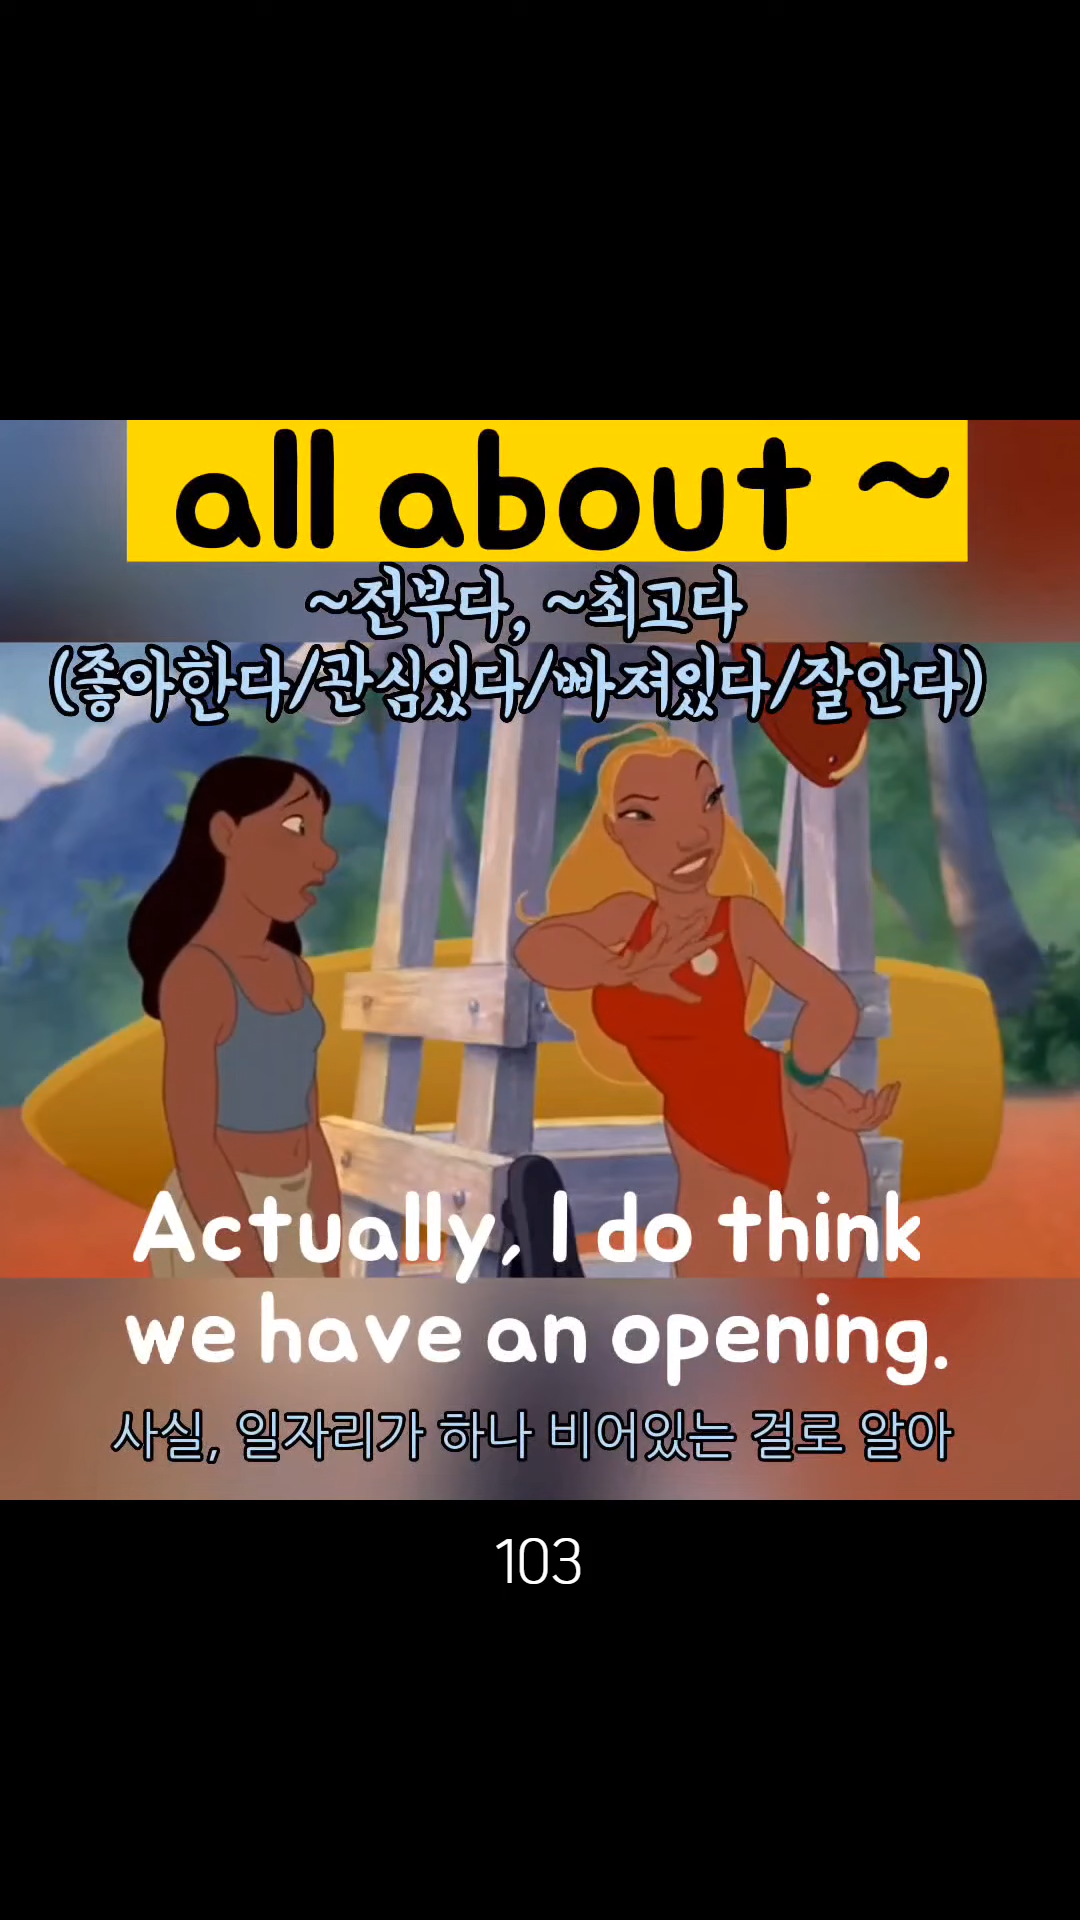 all about ~
~전부다, ~최고다
(좋아한다/관심있다/빠져있다/잘안다)
Actually, I do think
we have an opening.
사실, 일자리가 하나 비어있는 걸로 알아
103